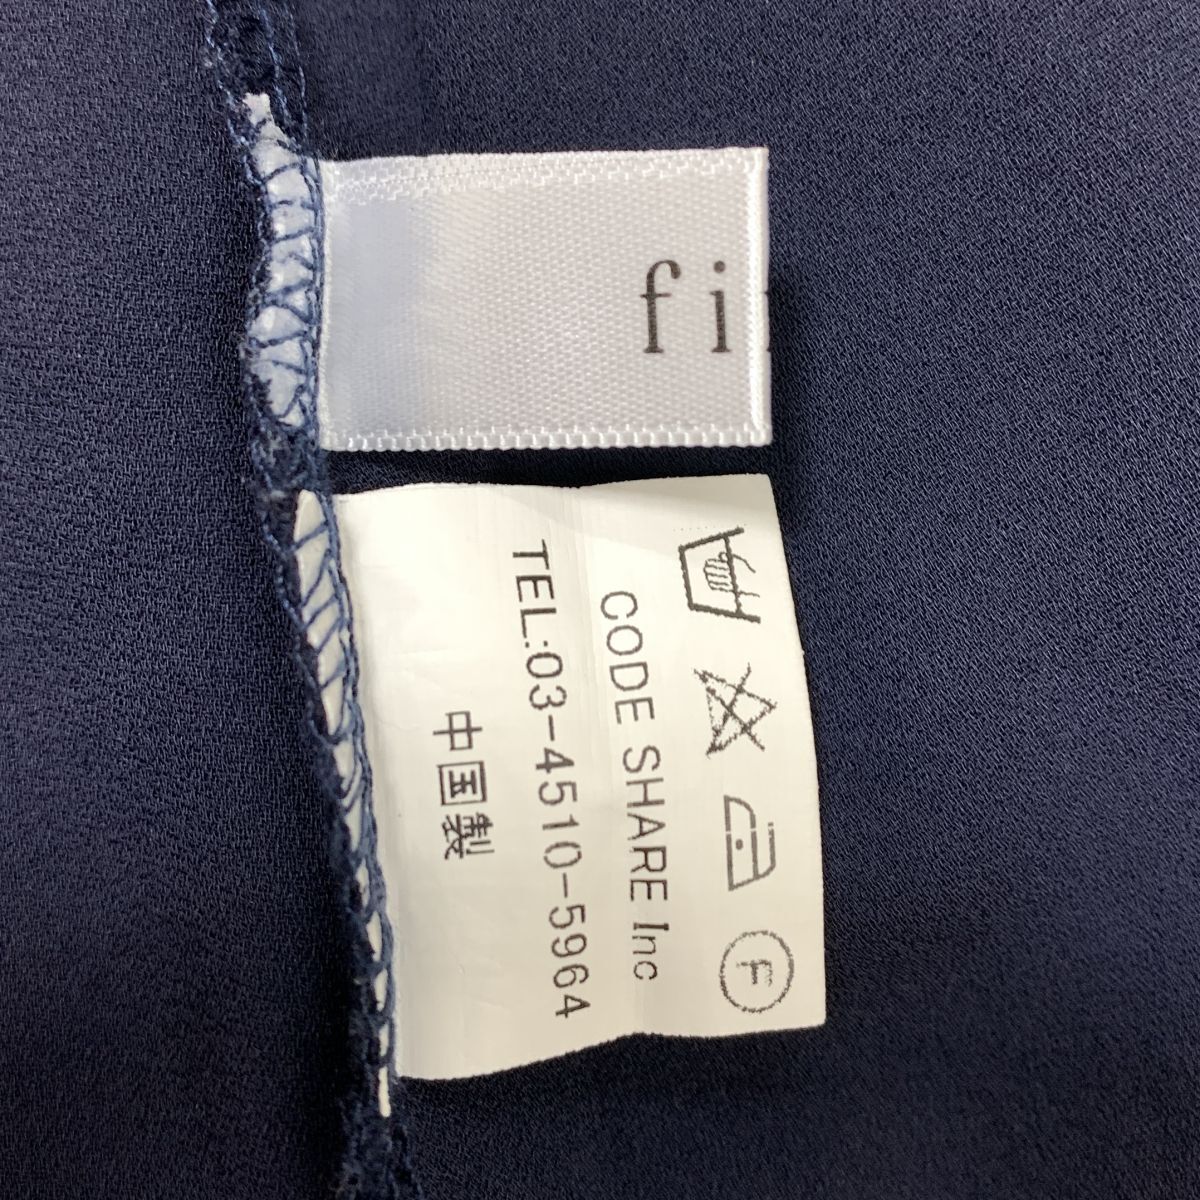 fi
F
CODE SHARE Inc
TEL:03-4510-5964
中国製